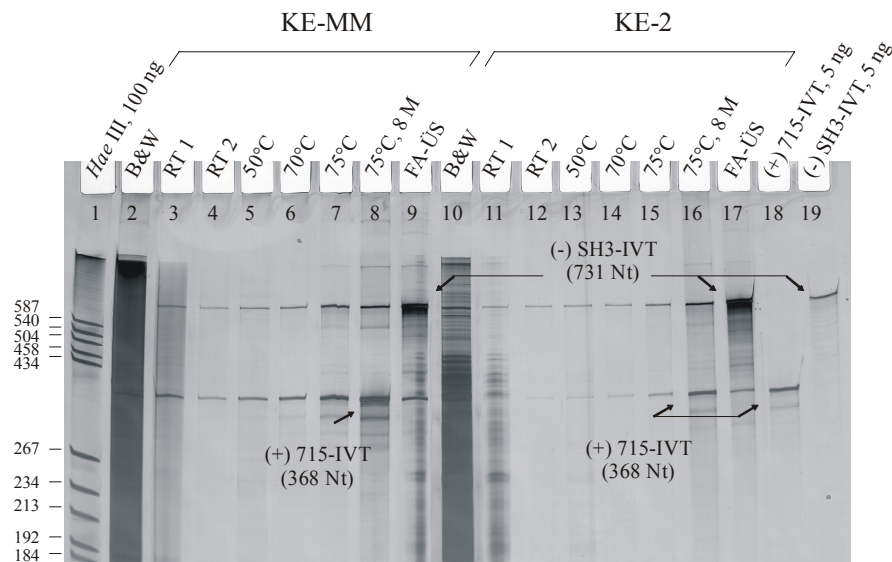 KE-MM KE-2
Hae III, 100 ng B&W RT 1 RT 2 50°C 70°C 75°C 75°C, 8 M FA-ÜS B&W RT 1 RT 2 50°C 70°C 75°C 75°C, 8 M FA-ÜS (+) 715-IVT, 5 ng (-) SH3-IVT, 5 ng
1 2 3 4 5 6 7 8 9 10 11 12 13 14 15 16 17 18 19
(-) SH3-IVT
(731 Nt)
587
540
504
458
434
(+) 715-IVT
(368 Nt)
(+) 715-IVT
(368 Nt)
267
234
213
192
184